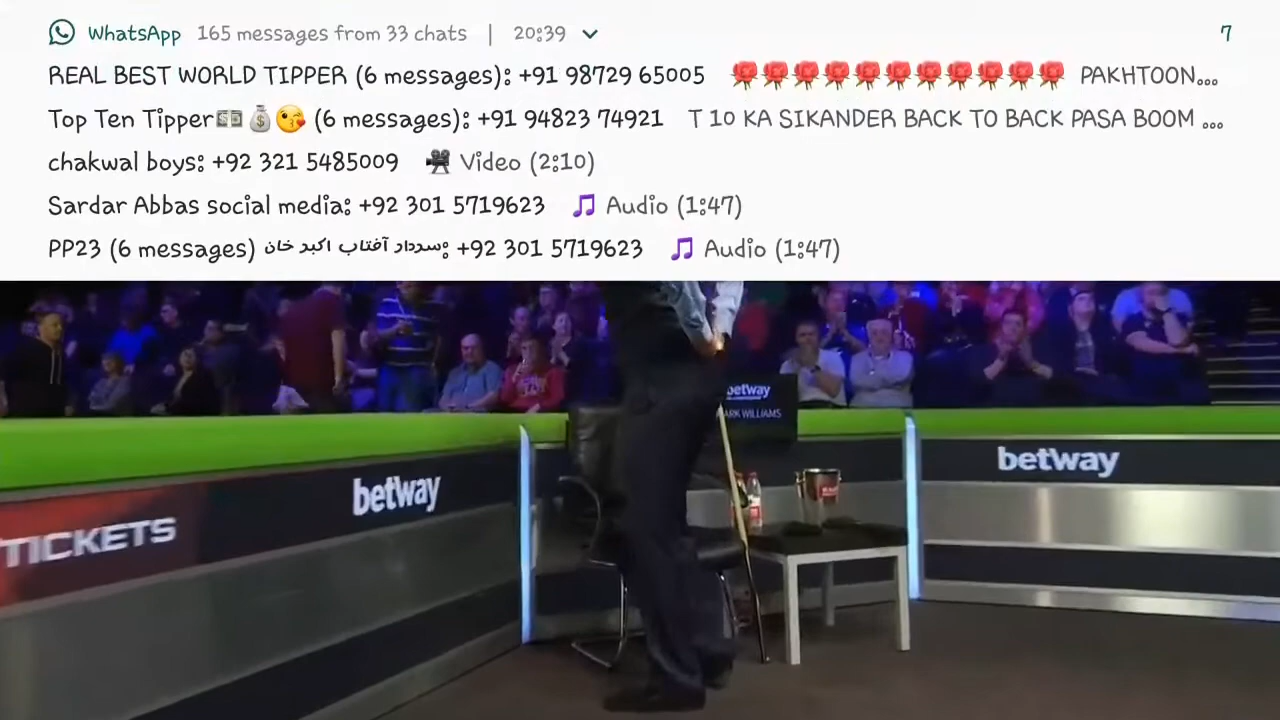 WhatsApp 165 messages from 33 chats | 20:39 7
REAL BEST WORLD TIPPER (6 messages): +91 98729 65005 🌹🌹🌹🌹🌹🌹🌹🌹🌹🌹🌹 PAKHTOON...
Top Ten Tipper💵💰😘 (6 messages): +91 94823 74921 T 10 KA SIKANDER BACK TO BACK PASA BOOM ...
chakwal boys: +92 321 5485009 🎥 Video (2:10)
Sardar Abbas social media: +92 301 5719623 🎵 Audio (1:47)
PP23 (6 messages) سردار آفتاب اکبر خان: +92 301 5719623 🎵 Audio (1:47)
betway
MARK WILLIAMS
betway
betway
TICKETS